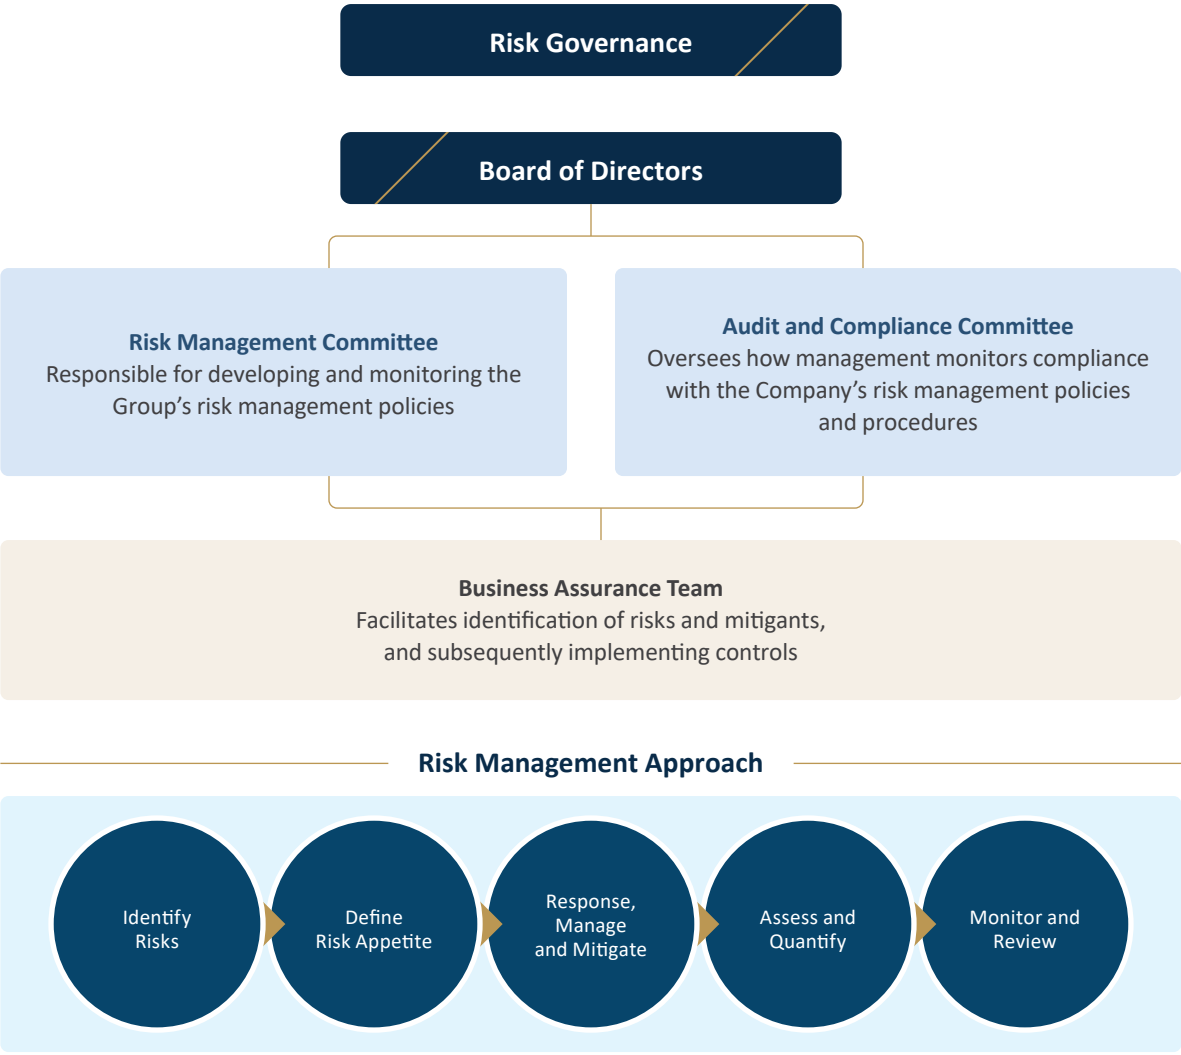 Risk Governance
Board of Directors
Risk Management Committee
Responsible for developing and monitoring the
Group’s risk management policies
Audit and Compliance Committee
Oversees how management monitors compliance
with the Company’s risk management policies
and procedures
Business Assurance Team
Facilitates identification of risks and mitigants,
and subsequently implementing controls
Risk Management Approach
Identify
Risks
Define
Risk Appetite
Response,
Manage
and Mitigate
Assess and
Quantify
Monitor and
Review